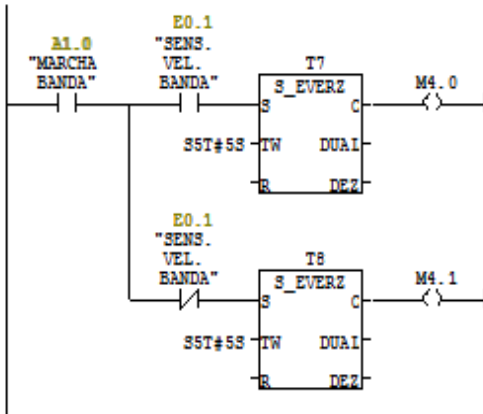 A1.0
"MARCHA
BANDA"
E0.1
"SENS.
VEL.
BANDA"
T7
S_EVERZ
M4.0
S
C
S5T#5S
TW
DUAL
R
DEZ
E0.1
"SENS.
VEL.
BANDA"
T8
S_EVERZ
M4.1
S
C
S5T#5S
TW
DUAL
R
DEZ